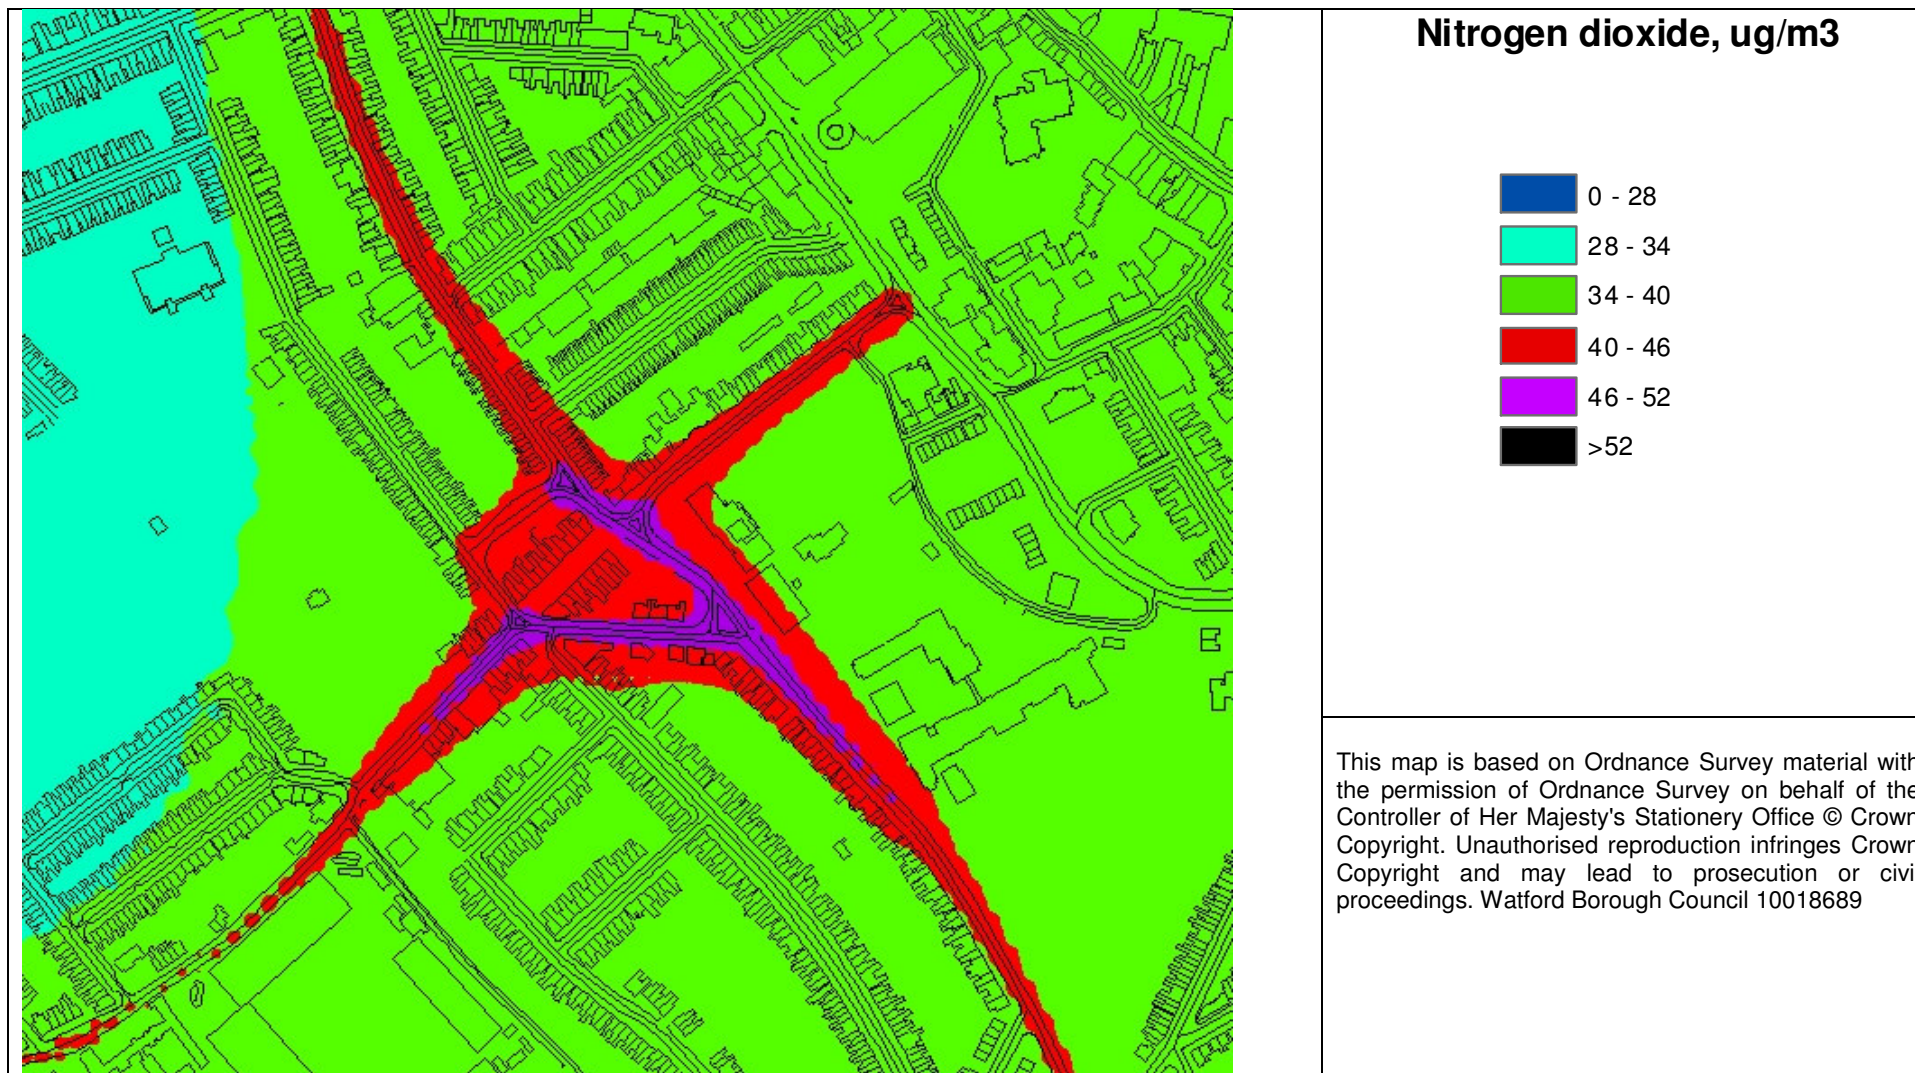 Nitrogen dioxide, ug/m3
0 - 28
28 - 34
34 - 40
40 - 46
46 - 52
>52
This map is based on Ordnance Survey material with
the permission of Ordnance Survey on behalf of the
Controller of Her Majesty's Stationery Office © Crown
Copyright. Unauthorised reproduction infringes Crown
Copyright and may lead to prosecution or civi
proceedings. Watford Borough Council 10018689